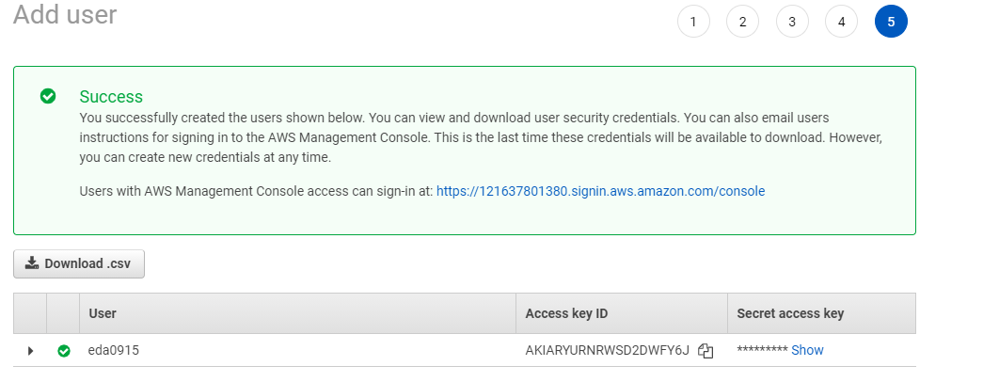 Add user
1 2 3 4 5
Success
You successfully created the users shown below. You can view and download user security credentials. You can also email users
instructions for signing in to the AWS Management Console. This is the last time these credentials will be available to download. However,
you can create new credentials at any time.
Users with AWS Management Console access can sign-in at: https://121637801380.signin.aws.amazon.com/console
Download .csv
User Access key ID Secret access key
eda0915 AKIARYURNRWSD2DWFY6J ********* Show